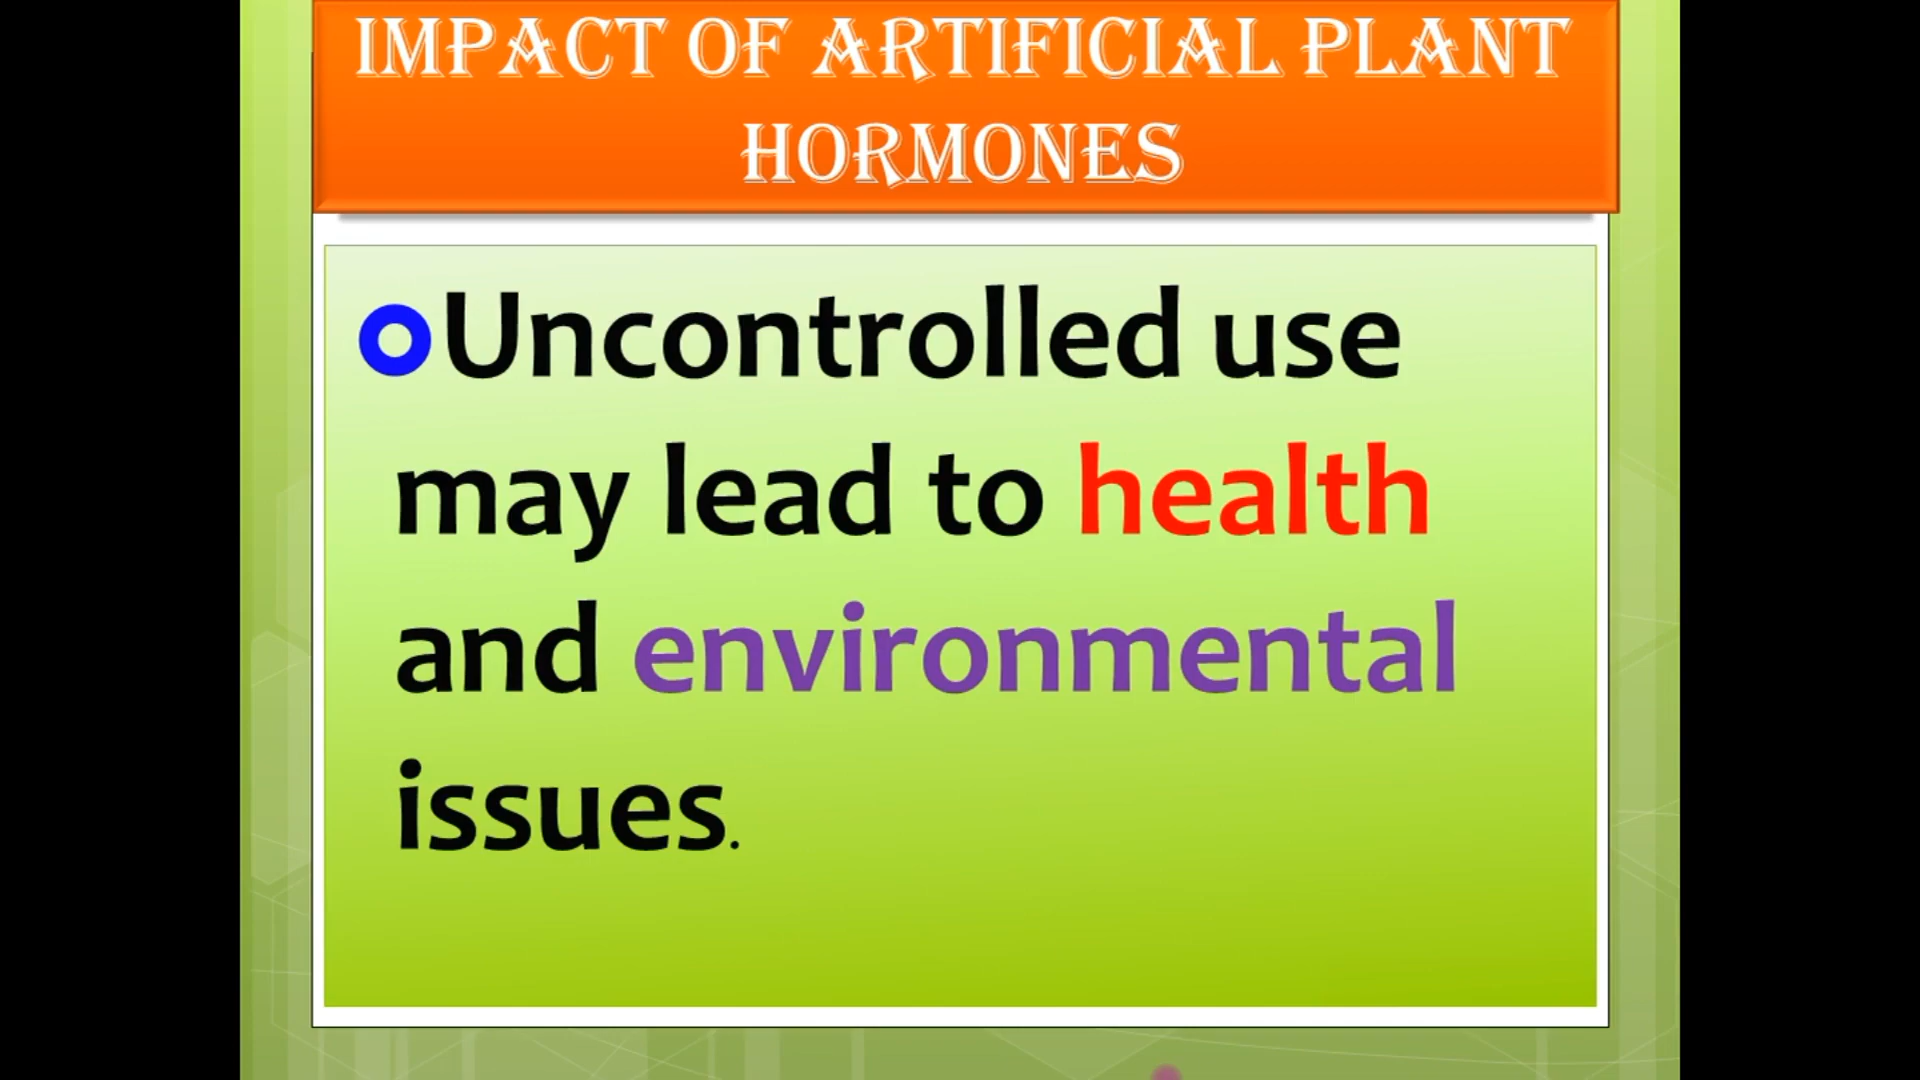 IMPACT OF ARTIFICIAL PLANT
HORMONES
Uncontrolled use
may lead to health
and environmental
issues.